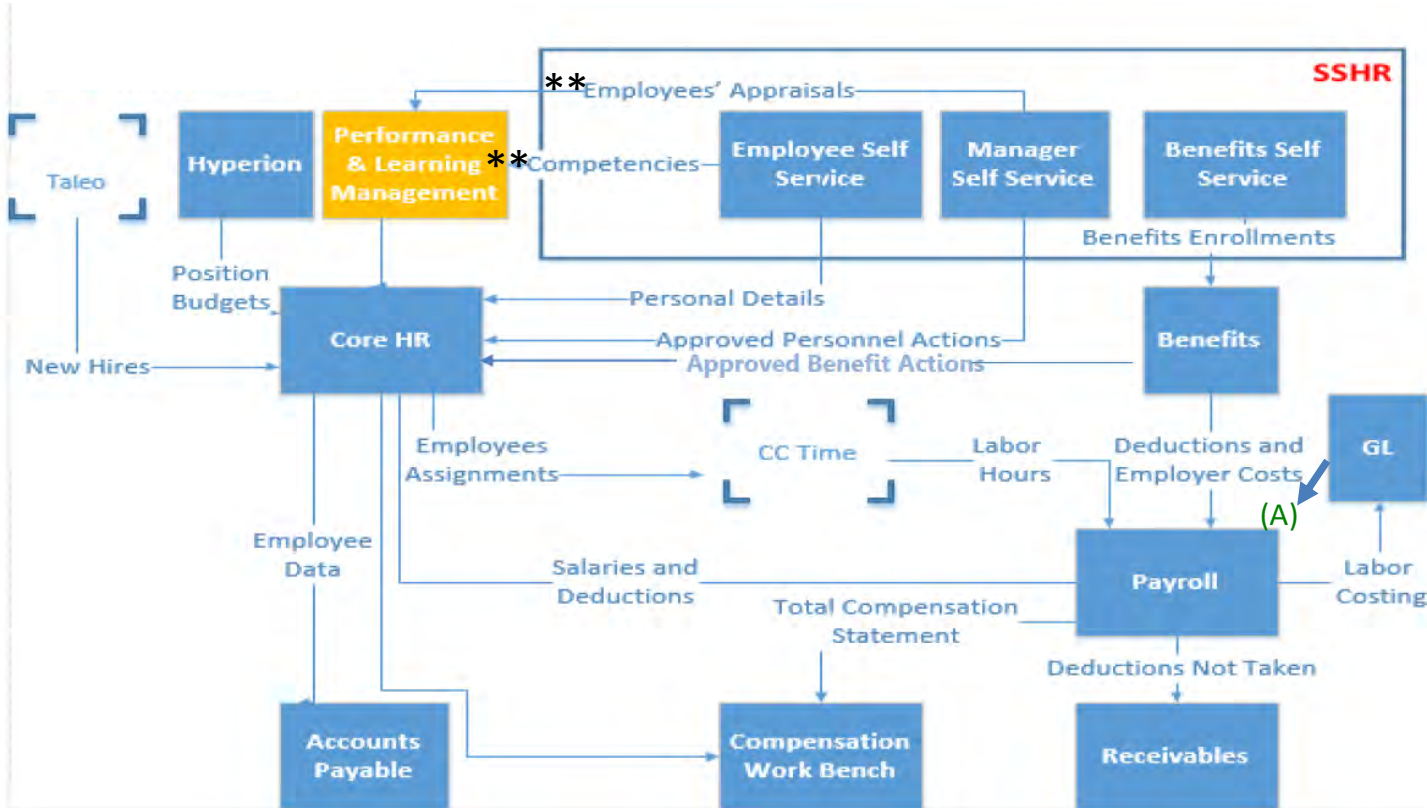 SSHR
** Employees' Appraisals
Taleo
Hyperion
Performance
& Learning
Management
** Competencies
Employee Self
Service
Manager
Self Service
Benefits Self
Service
Benefits Enrollments
Position
Budgets
Personal Details
Core HR
Approved Personnel Actions
Benefits
New Hires
Approved Benefit Actions
Employees
Assignments
CC Time
Labor
Hours
Deductions and
Employer Costs
GL
(A)
Employee
Data
Salaries and
Deductions
Payroll
Labor
Costing
Total Compensation
Statement
Deductions Not Taken
Accounts
Payable
Compensation
Work Bench
Receivables